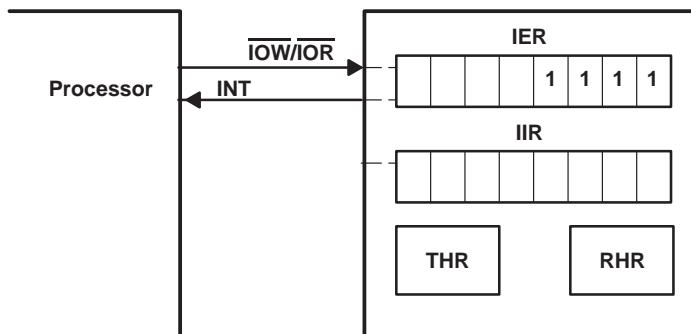 IOW/IOR
IER
Processor
INT
1 1 1 1
IIR
THR
RHR